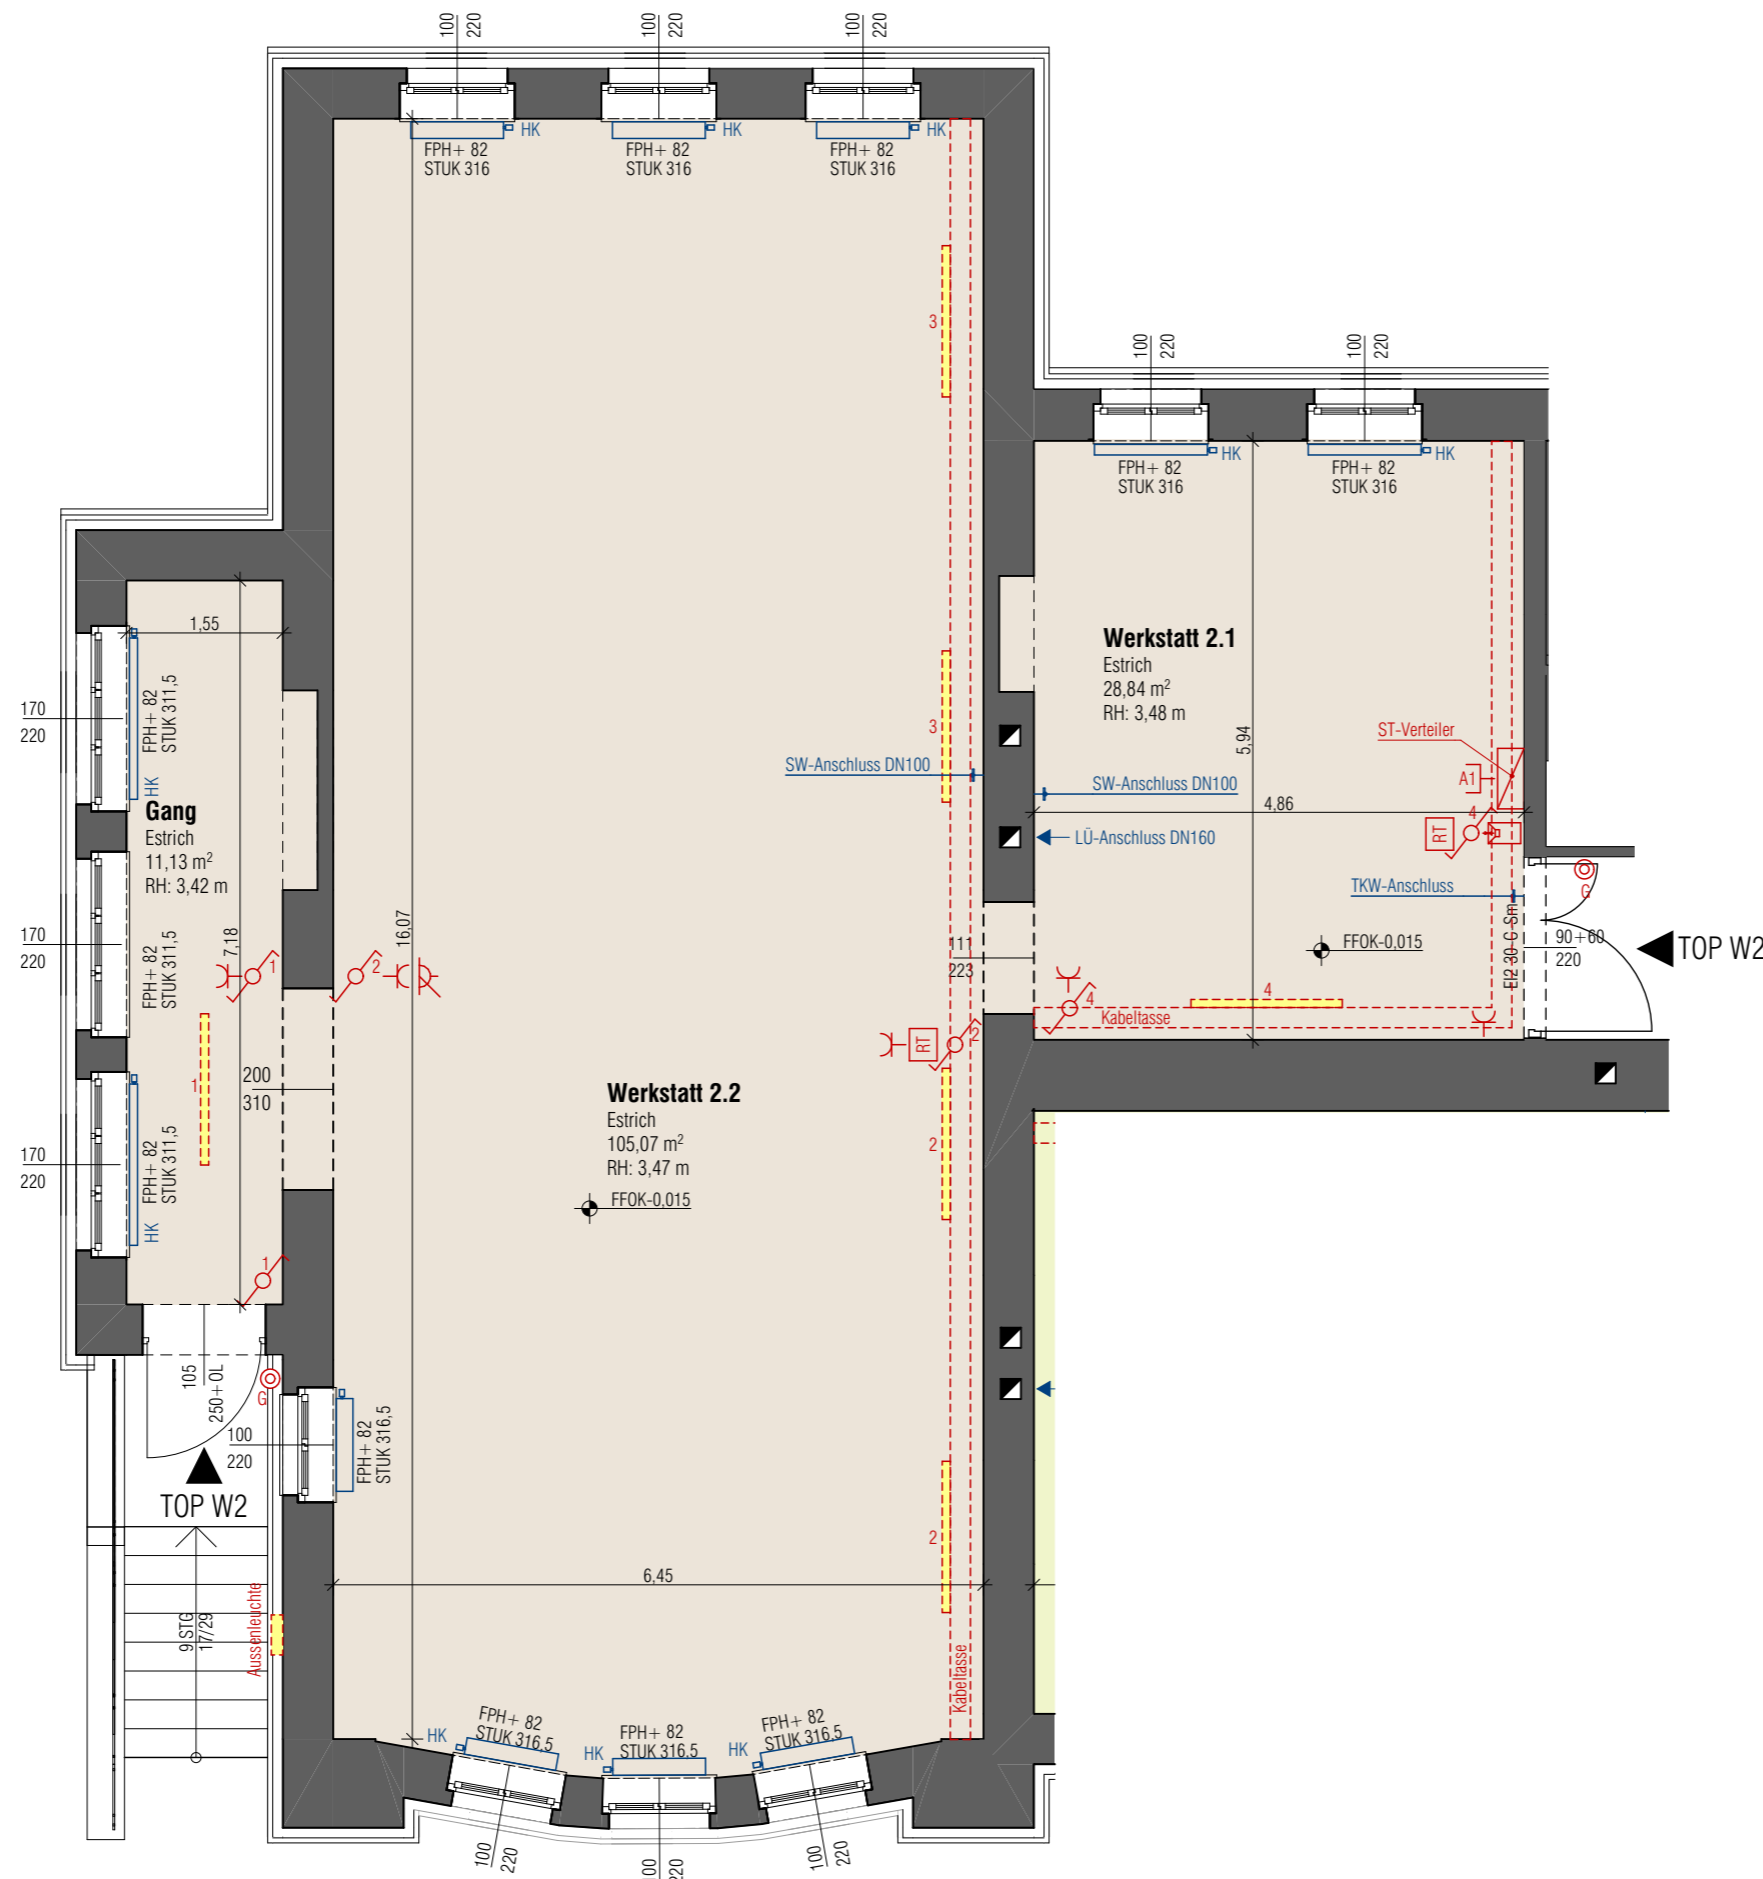 100
220
100
220
100
220
HK
HK
HK
FPH+ 82
STUK 316
FPH+ 82
STUK 316
FPH+ 82
STUK 316
3
100
220
100
220
HK
HK
FPH+ 82
STUK 316
FPH+ 82
STUK 316
1,55
170
220
FPH+ 82
STUK 311,5
HK
Gang
Estrich
11,13 m²
RH: 3,42 m
7,18
170
220
FPH+ 82
STUK 311,5
1
2
16,07
3
SW-Anschluss DN100
Werkstatt 2.1
Estrich
28,84 m²
RH: 3,48 m
5,94
ST-Verteiler
A1
SW-Anschluss DN100
4,86
4
RT
LÜ-Anschluss DN160
TKW-Anschluss
G
EI2 30-C-Sm
90+60
220
TOP W2
FFOK-0,015
111
223
4
4
Kabeltasse
RT
2
1
200
310
170
220
FPH+ 82
STUK 311,5
HK
Werkstatt 2.2
Estrich
105,07 m²
RH: 3,47 m
FFOK-0,015
2
1
105
250+OL
G
100
220
FPH+ 82
STUK 316,5
TOP W2
2
6,45
Aussenleuchte
9 STG
17/29
Kabeltasse
HK
FPH+ 82
STUK 316,5
HK
FPH+ 82
STUK 316,5
HK
FPH+ 82
STUK 316,5
100
220
100
220
100
220